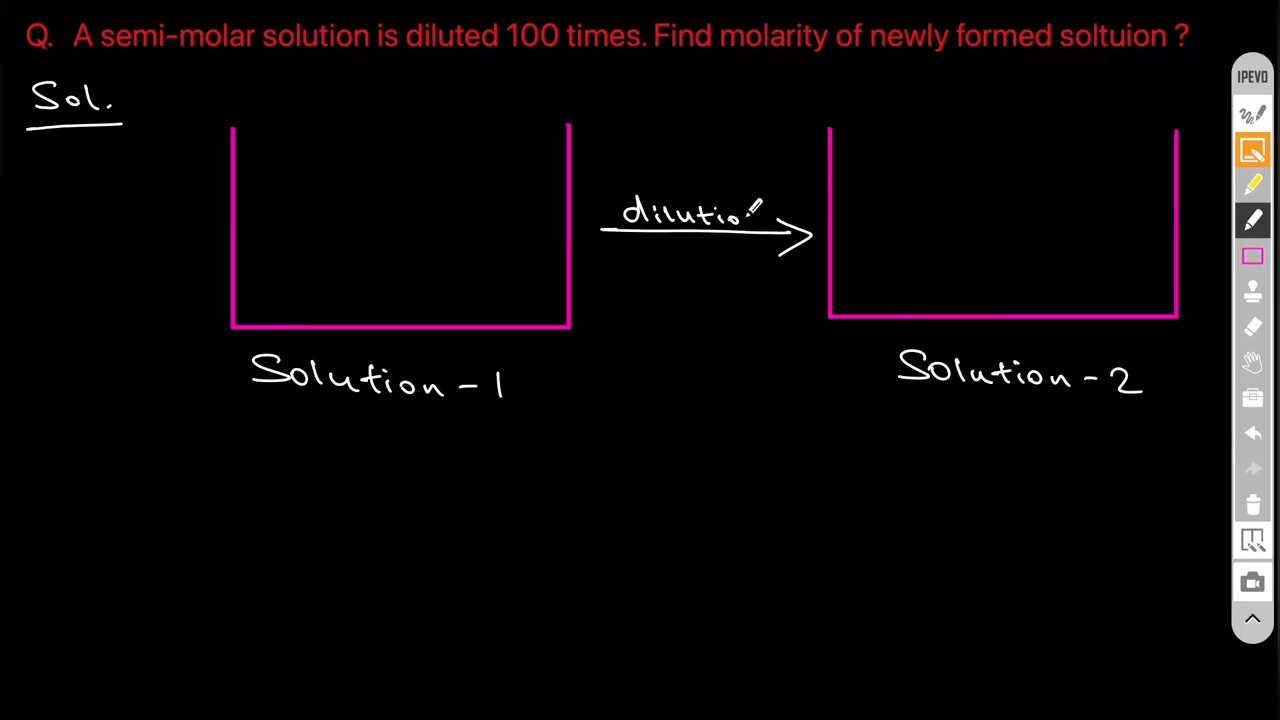 Q. A semi-molar solution is diluted 100 times. Find molarity of newly formed soltuion ?
Sol.
dilutio
Solution - 1
Solution - 2
IPEVO